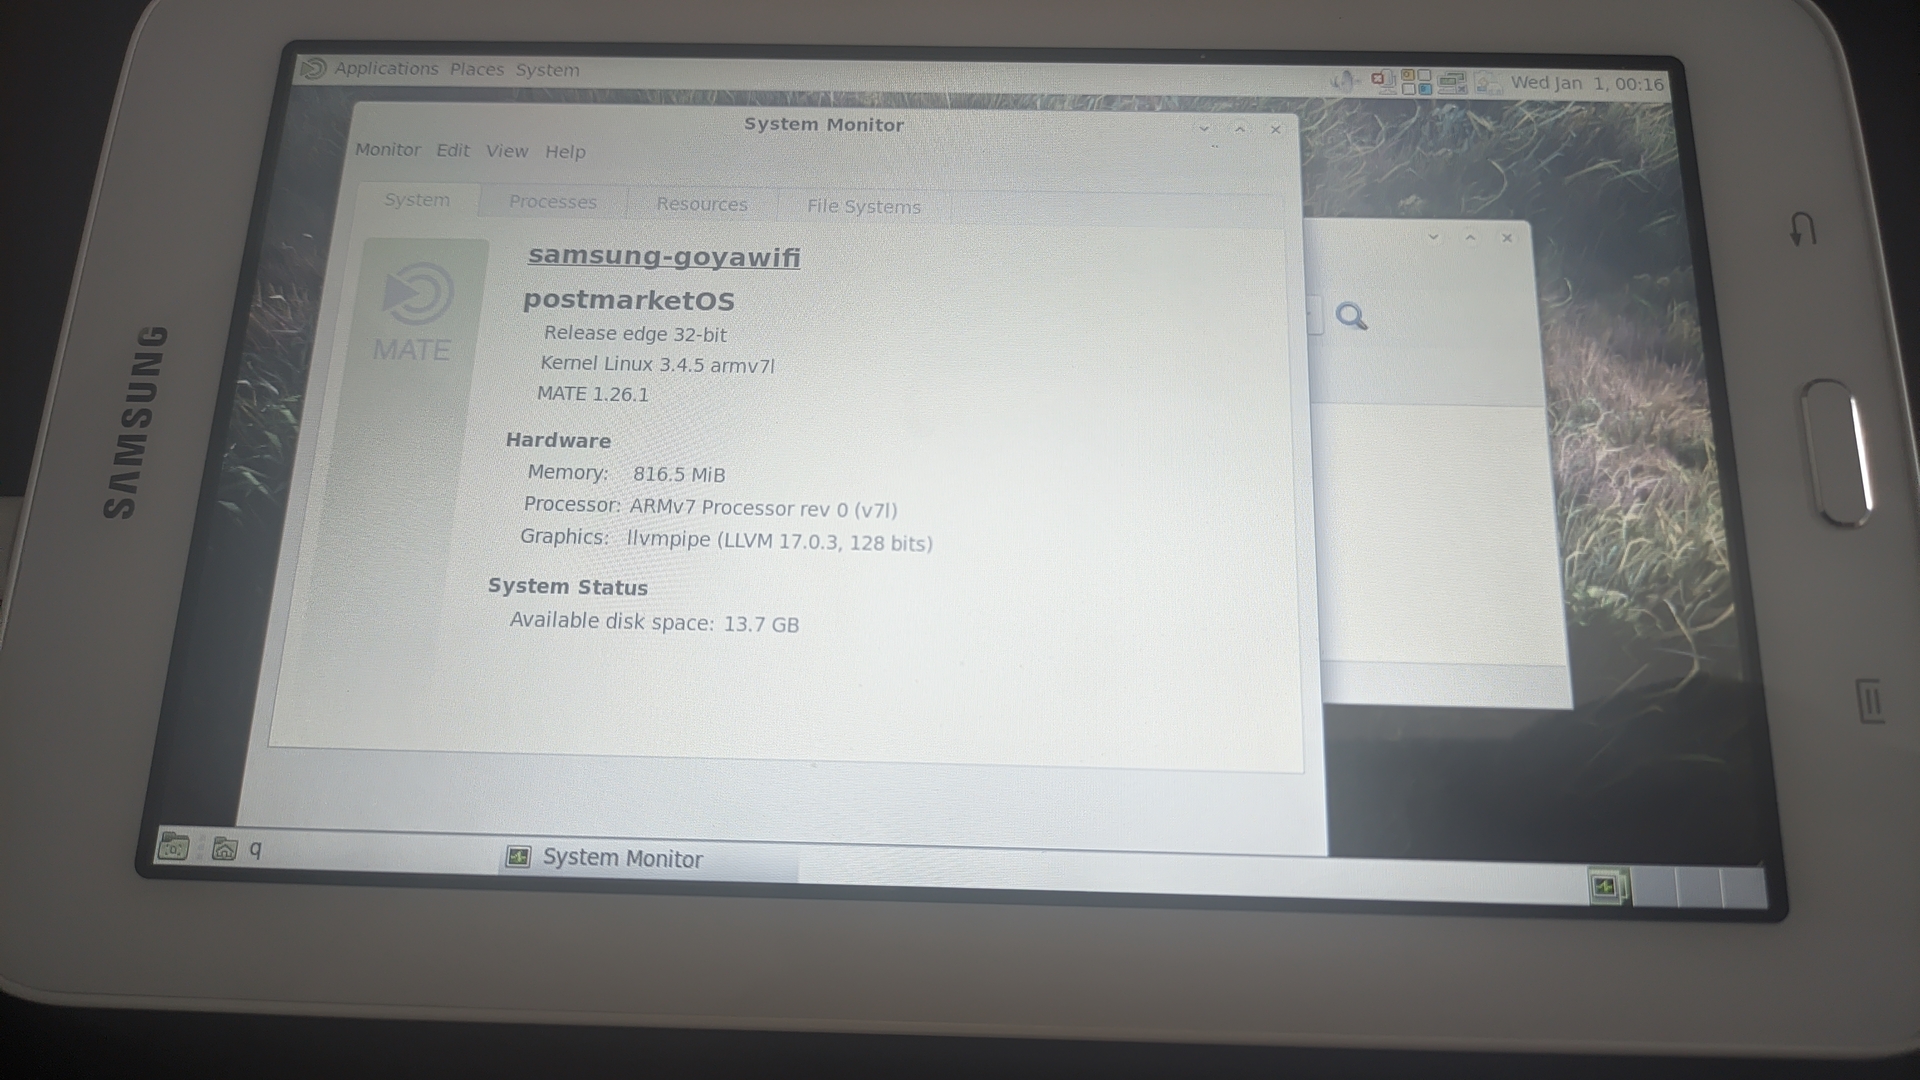 Applications Places System
Wed Jan 1, 00:16
System Monitor
Monitor Edit View Help
System Processes Resources File Systems
samsung-goyawifi
postmarketOS
Release edge 32-bit
Kernel Linux 3.4.5 armv7l
MATE 1.26.1
MATE
Hardware
Memory: 816.5 MiB
Processor: ARMv7 Processor rev 0 (v7l)
Graphics: llvmpipe (LLVM 17.0.3, 128 bits)
System Status
Available disk space: 13.7 GB
q
System Monitor
SAMSUNG